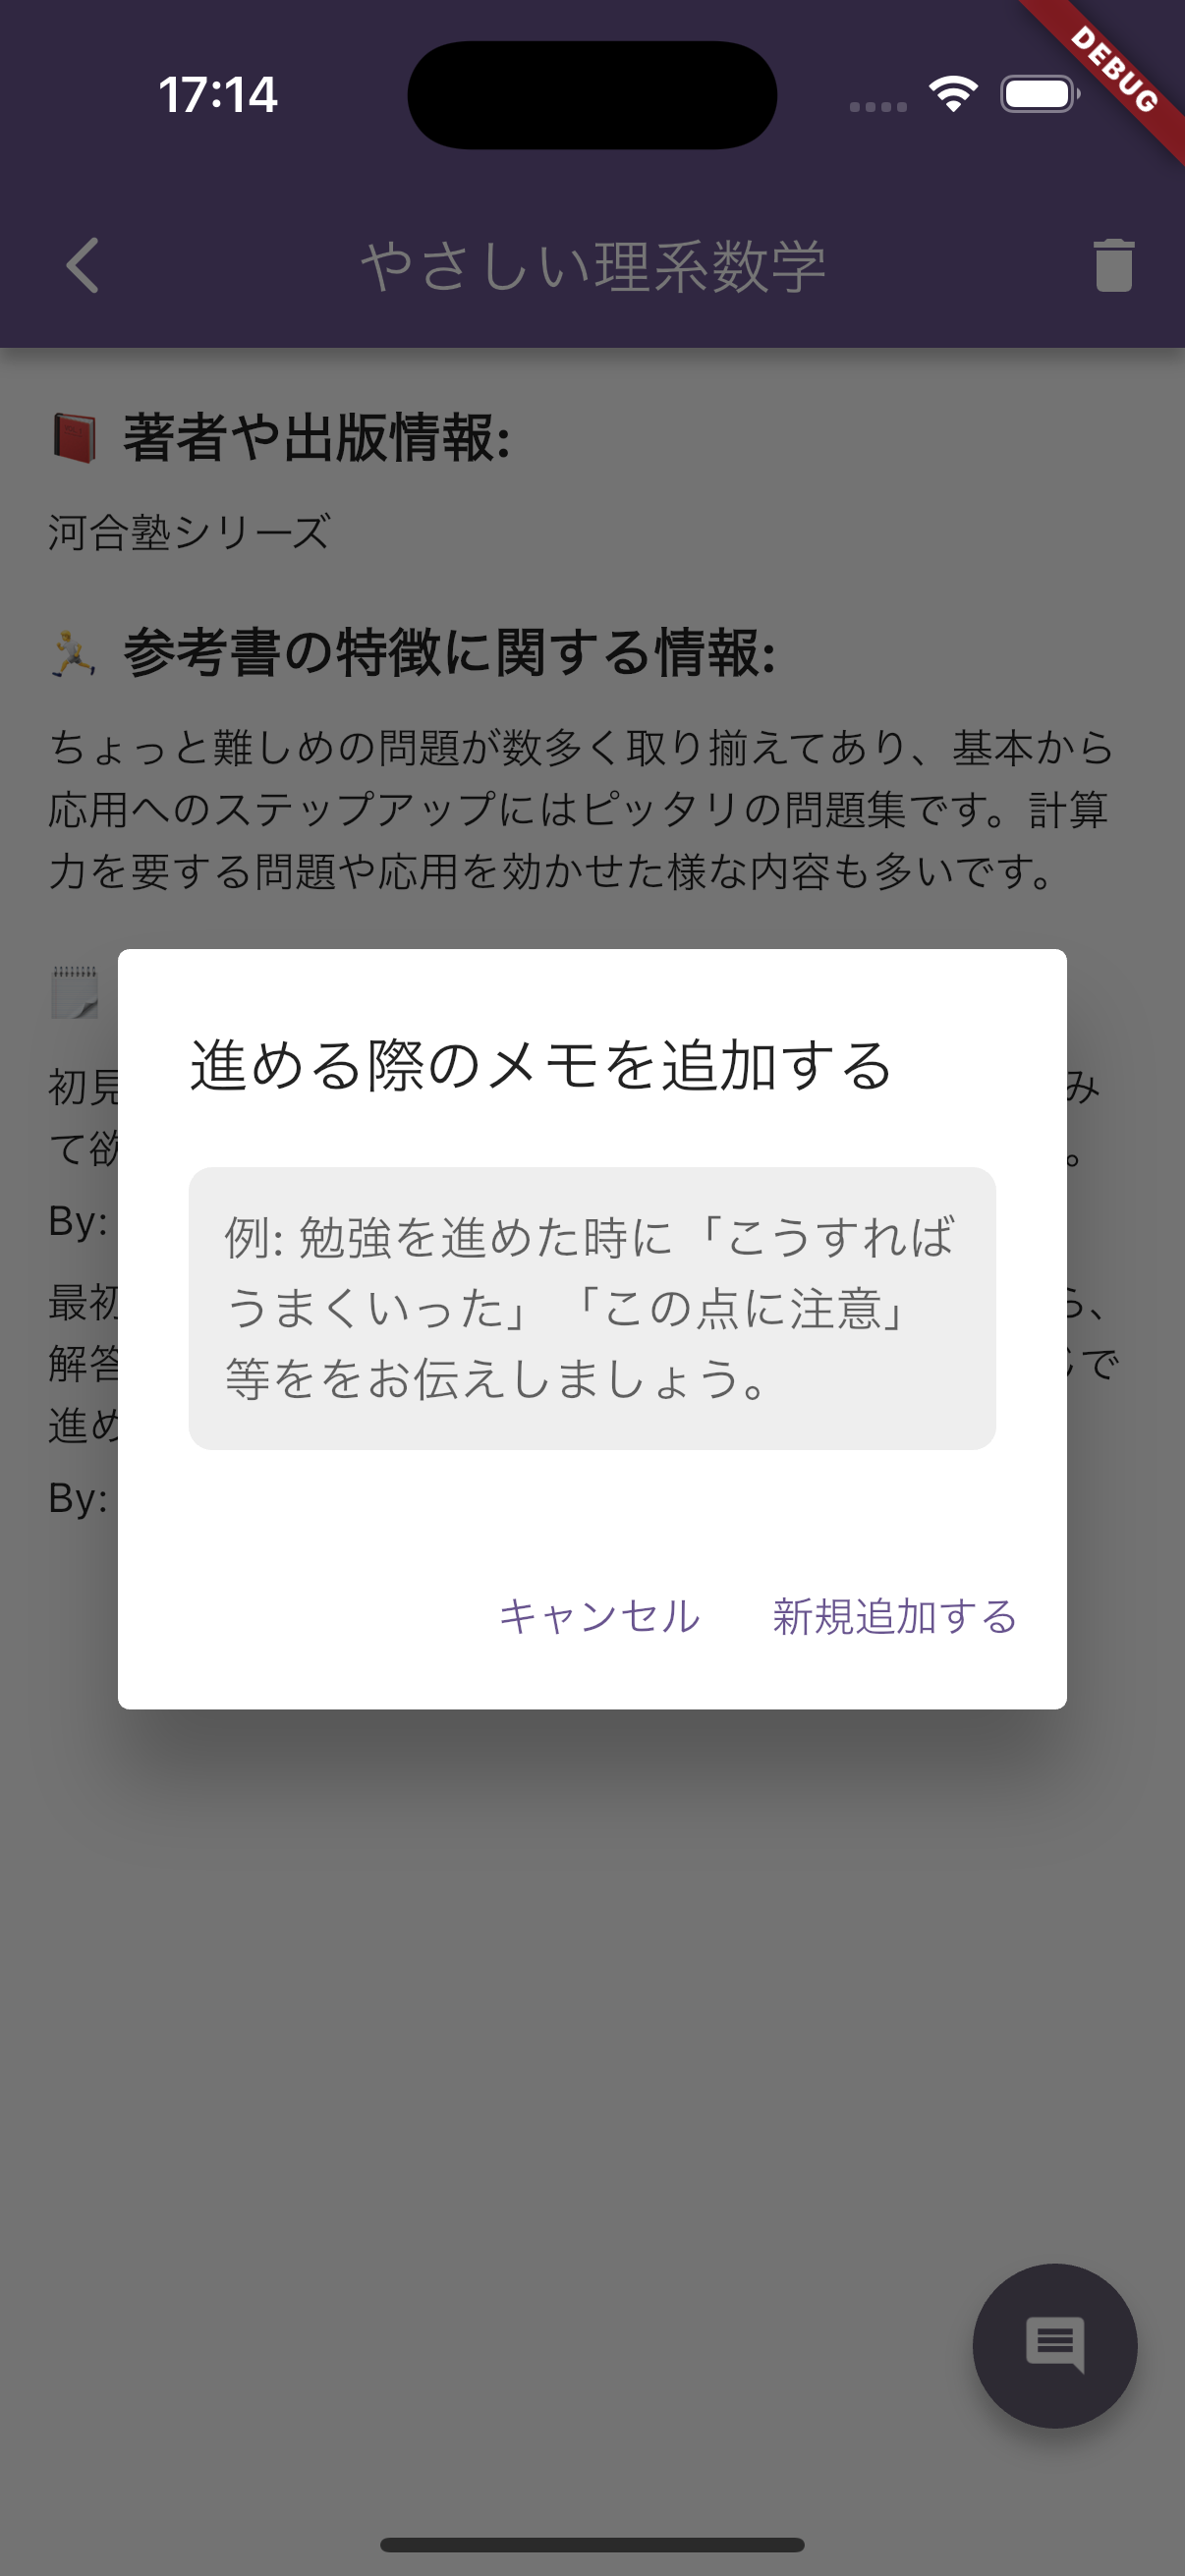 17:14
DEBUG
やさしい理系数学
著者や出版情報:
河合塾シリーズ
参考書の特徴に関する情報:
ちょっと難しめの問題が数多く取り揃えてあり、基本から
応用へのステップアップにはピッタリの問題集です。計算
力を要する問題や応用を効かせた様な内容も多いです。
進める際のメモを追加する
初見
み
て欲
。
例: 勉強を進めた時に「こうすれば
うまくいった」「この点に注意」
等ををお伝えしましょう。
By:
最初
ら、
解答
で
進め
By:
キャンセル
新規追加する